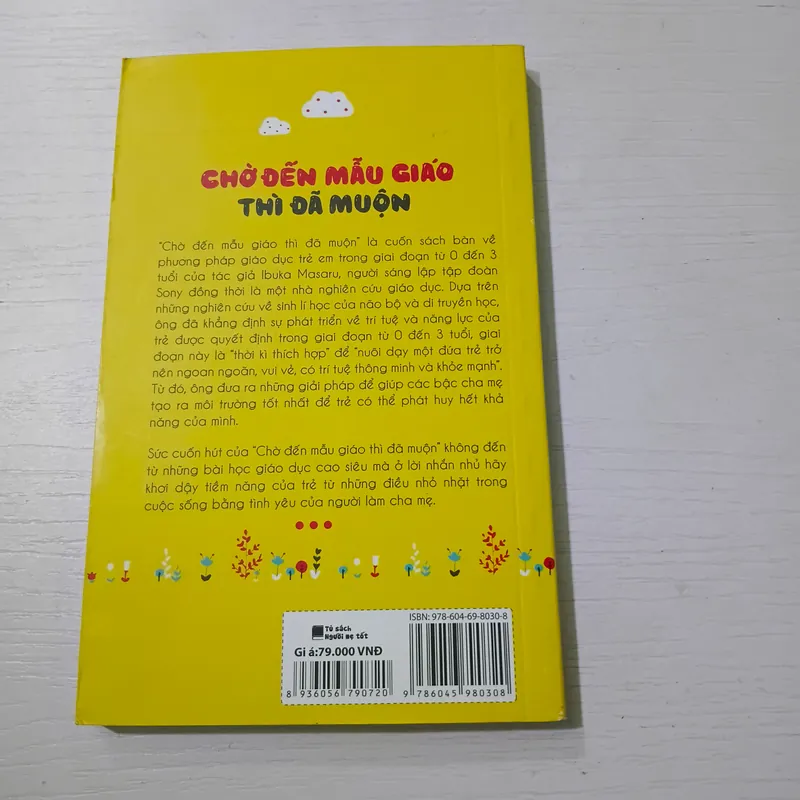 CHỜ ĐẾN MẪU GIÁO
THÌ ĐÃ MUỘN
"Chờ đến mẫu giáo thì đã muộn" là cuốn sách bàn về
phương pháp giáo dục trẻ em trong giai đoạn từ 0 đến 3
tuổi của tác giả Ibuka Masaru, người sáng lập tập đoàn
Sony đồng thời là một nhà nghiên cứu giáo dục. Dựa trên
những nghiên cứu về sinh lí học của não bộ và di truyền học,
ông đã khẳng định sự phát triển về trí tuệ và năng lực của
trẻ được quyết định trong giai đoạn từ 0 đến 3 tuổi, giai
đoạn này là "thời kì thích hợp" để "nuôi dạy một đứa trẻ trở
nên ngoan ngoãn, vui vẻ, có trí tuệ thông minh và khỏe mạnh".
Từ đó, ông đưa ra những giải pháp để giúp các bậc cha mẹ
tạo ra môi trường tốt nhất để trẻ có thể phát huy hết khả
năng của mình.
Sức cuốn hút của "Chờ đến mẫu giáo thì đã muộn" không đến
từ những bài học giáo dục cao siêu mà ở lời nhắn nhủ hãy
khơi dậy tiềm năng của trẻ từ những điều nhỏ nhặt trong
cuộc sống bằng tình yêu của người làm cha mẹ.
Tủ sách
Người mẹ tốt
Gi á:79.000 VNĐ
8 936056 790720
ISBN: 978-604-69-8030-8
9 786045 980308